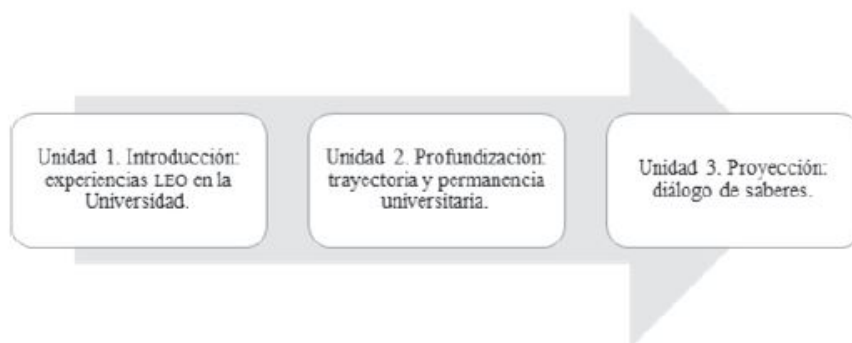 Unidad 1. Introducción:
experiencias LEO en la
Universidad.
Unidad 2. Profundización:
trayectoria y permanencia
universitaria.
Unidad 3. Proyección:
diálogo de saberes.